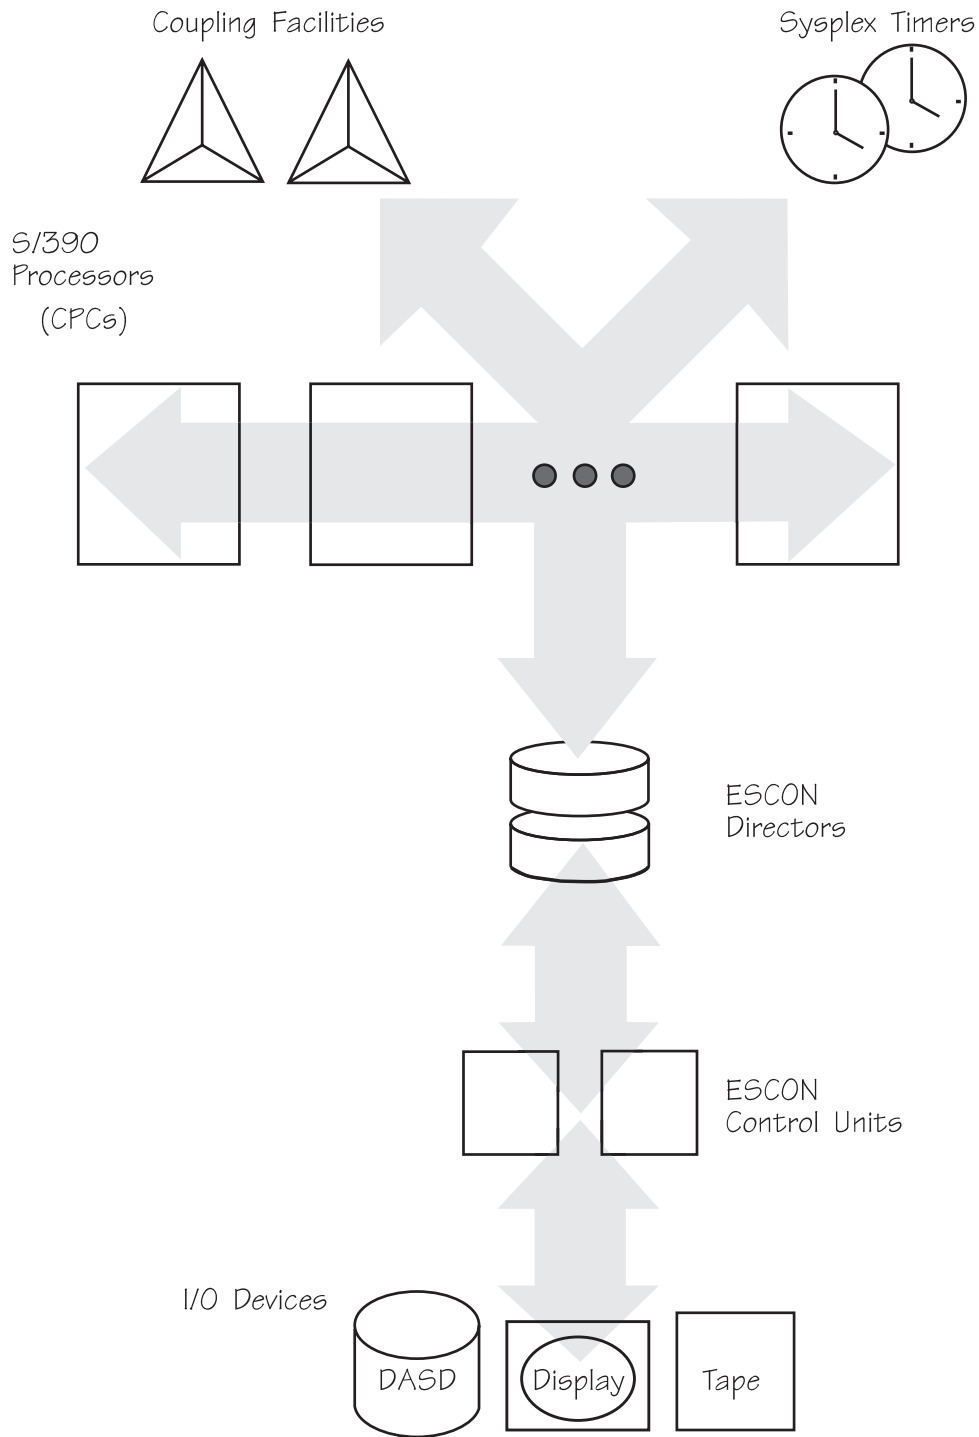 Coupling Facilities
Sysplex Timers
S/390
Processors
(CPCs)
ESCON
Directors
ESCON
Control Units
I/O Devices
DASD
Display
Tape